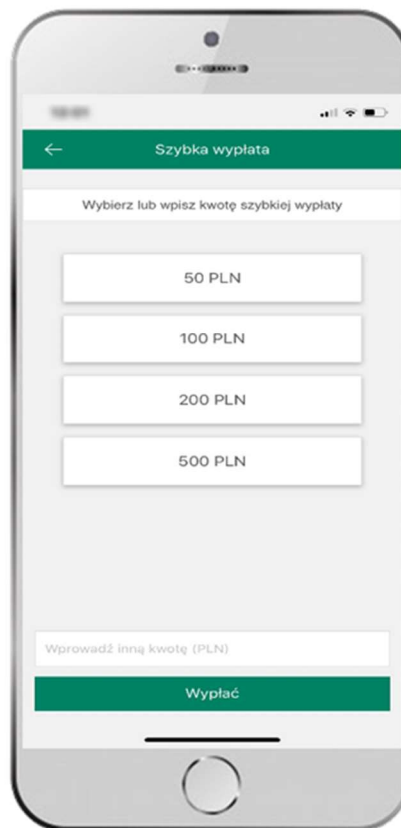 Szybka wypłata
Wybierz lub wpisz kwotę szybkiej wypłaty
50 PLN
100 PLN
200 PLN
500 PLN
Wprowadź inną kwotę (PLN)
Wypłać